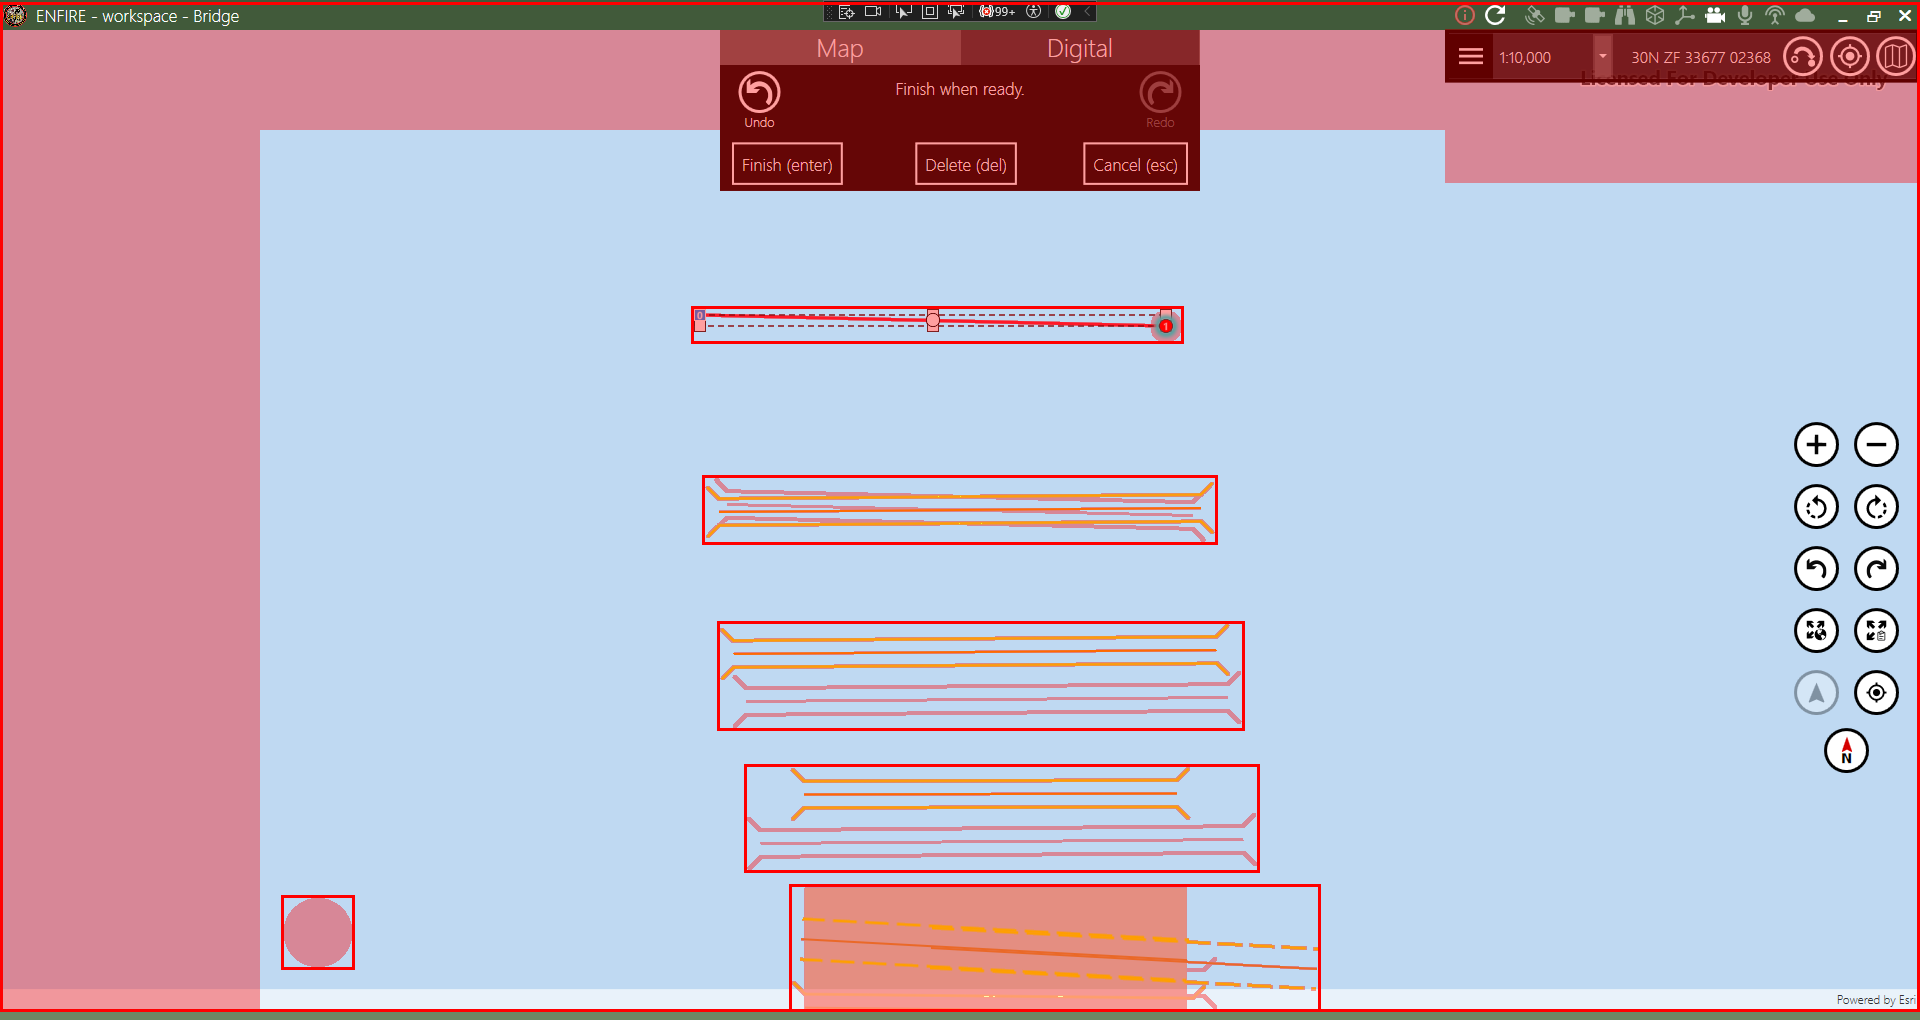 ENFIRE - workspace - Bridge
99+
Map
Digital
1:10,000
30N ZF 33677 02368
Licensed For Developer Use Only
Finish when ready.
Undo
Redo
Finish (enter)
Delete (del)
Cancel (esc)
0
1
N
Powered by Esri